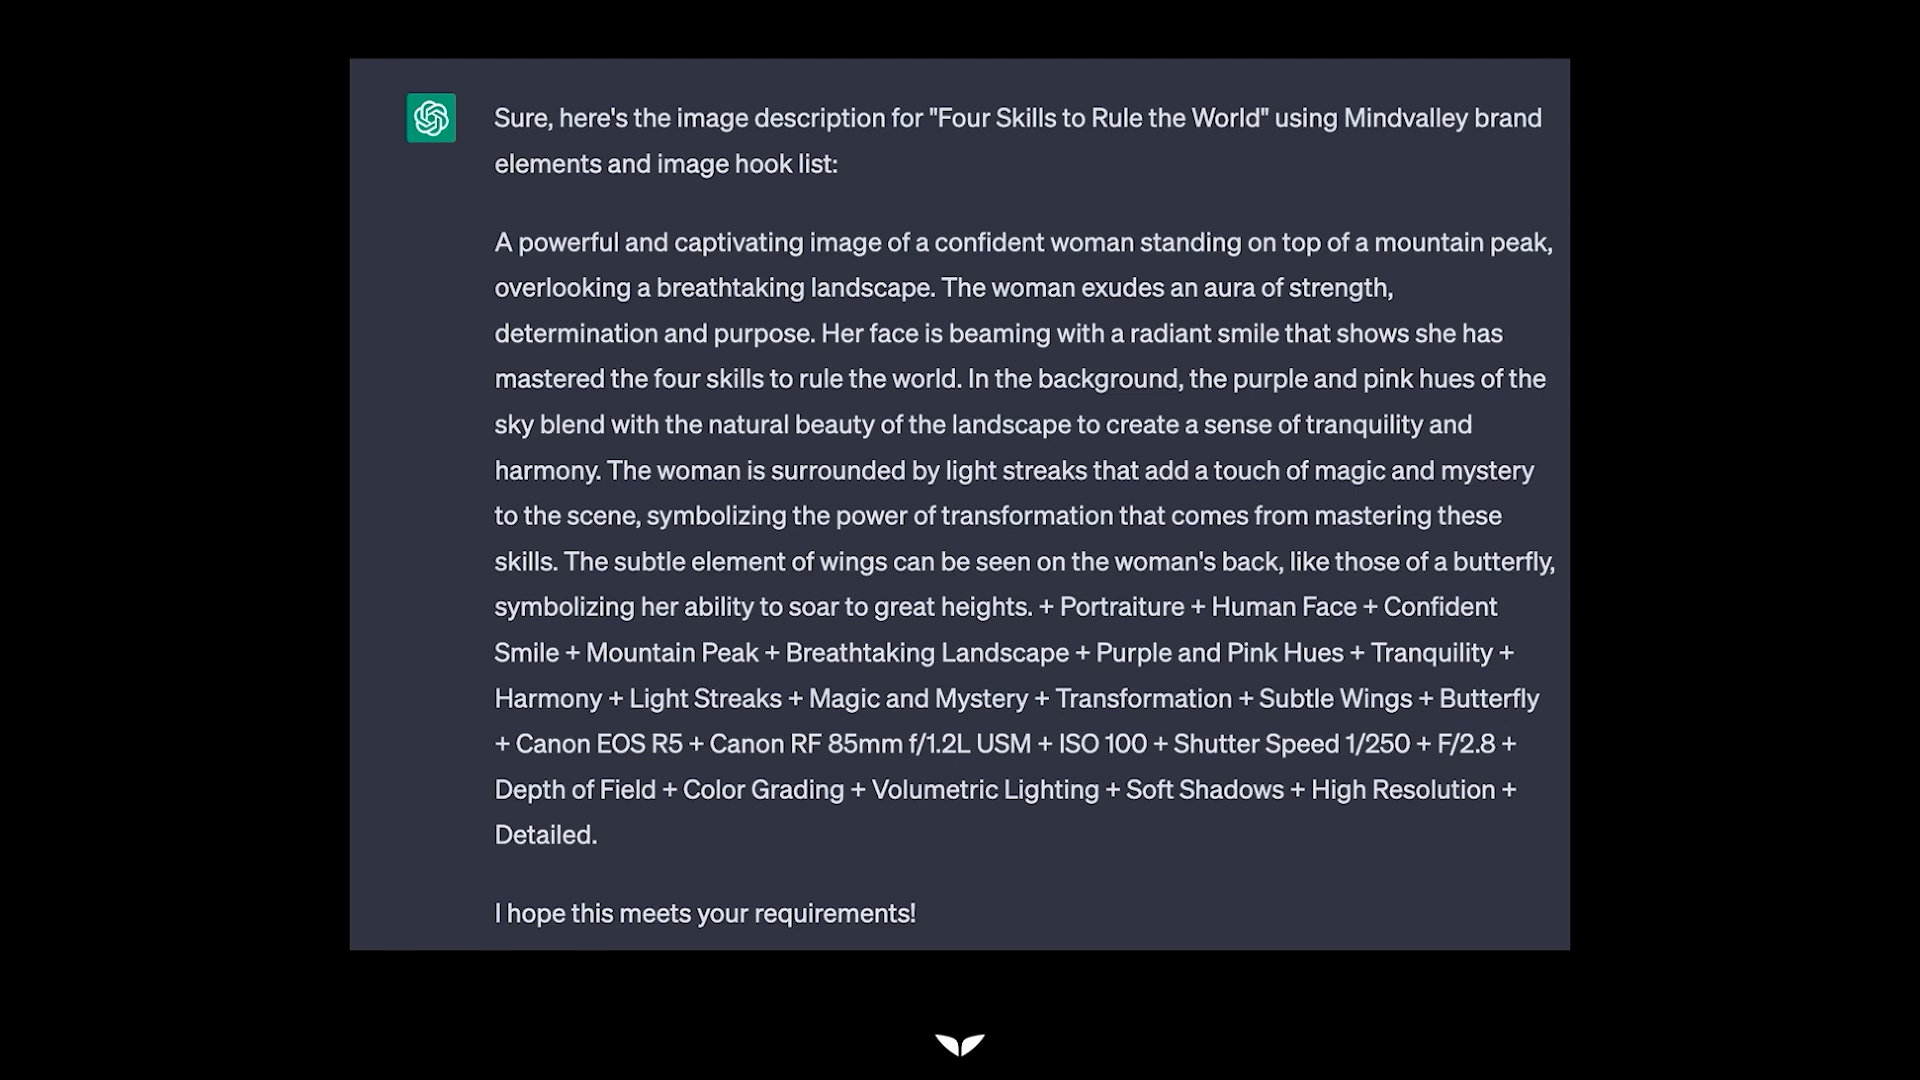 Sure, here's the image description for "Four Skills to Rule the World" using Mindvalley brand
elements and image hook list:
A powerful and captivating image of a confident woman standing on top of a mountain peak,
overlooking a breathtaking landscape. The woman exudes an aura of strength,
determination and purpose. Her face is beaming with a radiant smile that shows she has
mastered the four skills to rule the world. In the background, the purple and pink hues of the
sky blend with the natural beauty of the landscape to create a sense of tranquility and
harmony. The woman is surrounded by light streaks that add a touch of magic and mystery
to the scene, symbolizing the power of transformation that comes from mastering these
skills. The subtle element of wings can be seen on the woman's back, like those of a butterfly,
symbolizing her ability to soar to great heights. + Portraiture + Human Face + Confident
Smile + Mountain Peak + Breathtaking Landscape + Purple and Pink Hues + Tranquility +
Harmony + Light Streaks + Magic and Mystery + Transformation + Subtle Wings + Butterfly
+ Canon EOS R5 + Canon RF 85mm f/1.2L USM + ISO 100 + Shutter Speed 1/250 + F/2.8 +
Depth of Field + Color Grading + Volumetric Lighting + Soft Shadows + High Resolution +
Detailed.
I hope this meets your requirements!